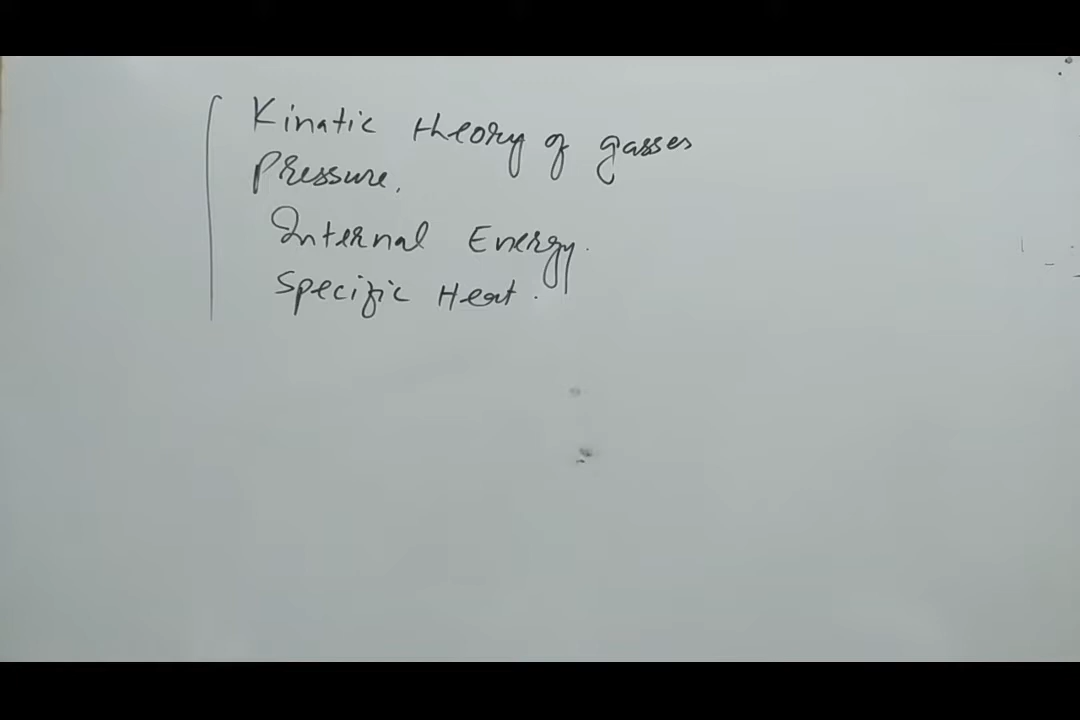 Kinatic theory of gasses
Pressure.
Internal Energy.
Specific Heat.